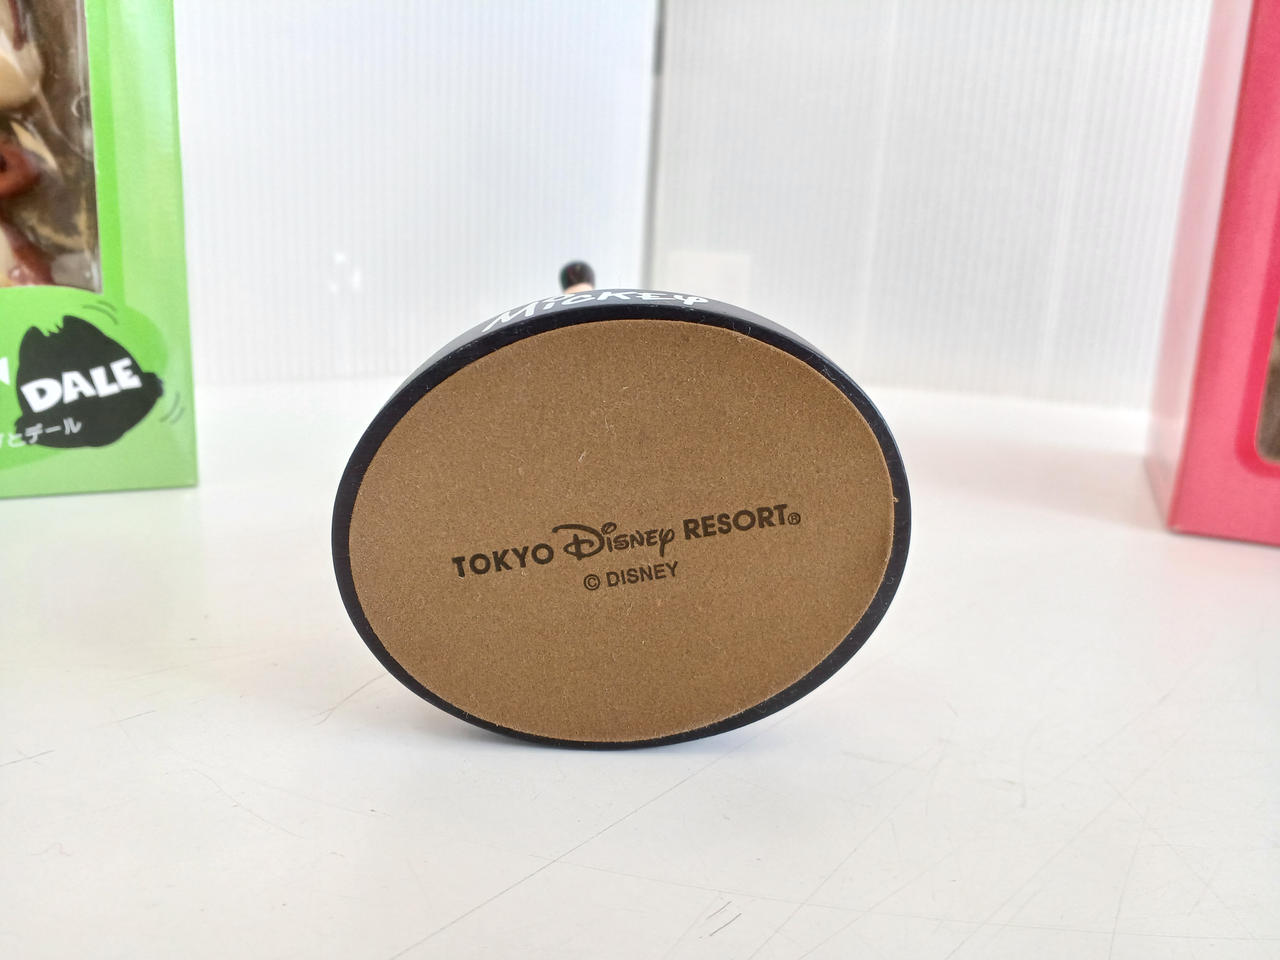 MiCKEY
TOKYO Disney RESORT®
© DISNEY
DALE
とデール